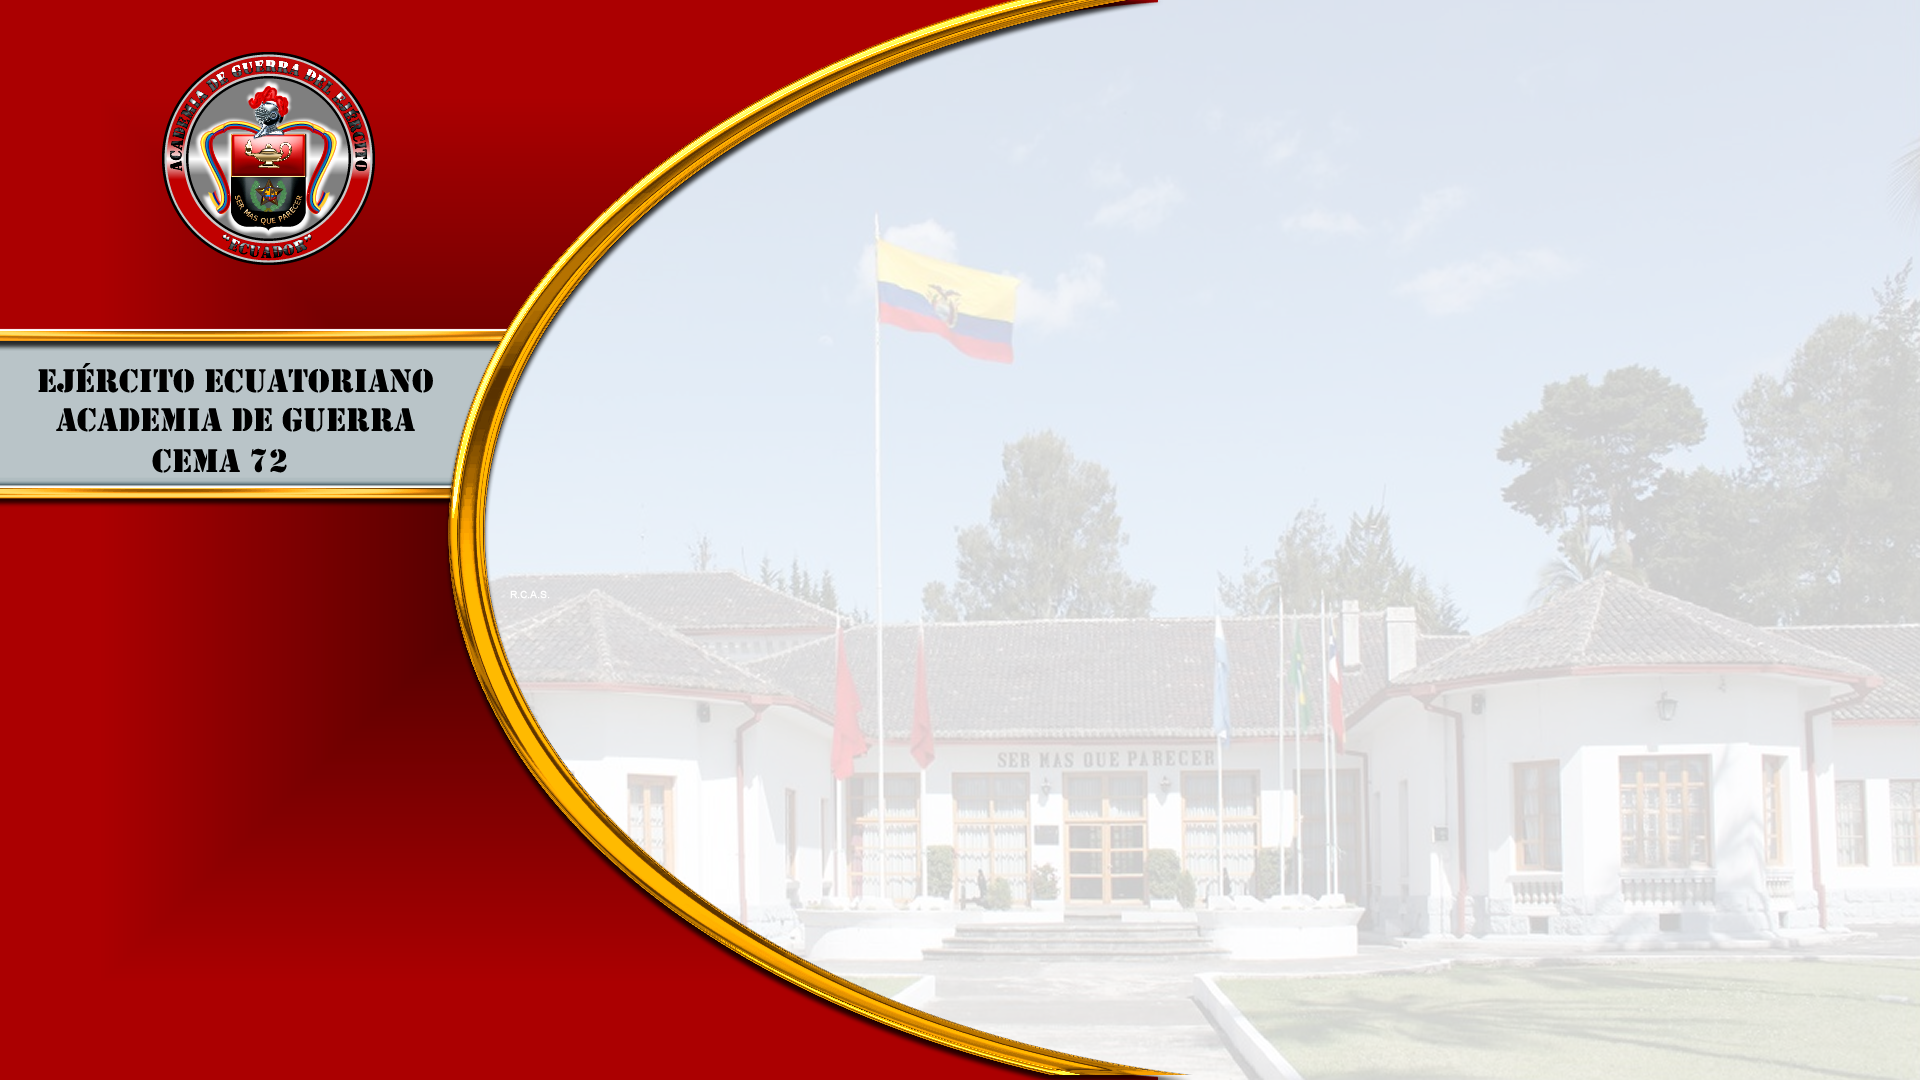 ACADEMIA DE GUERRA DEL EJÉRCITO
SER MAS QUE PARECER
"ECUADOR"
EJÉRCITO ECUATORIANO
ACADEMIA DE GUERRA
CEMA 72
R.C.A.S.
SER MAS QUE PARECER